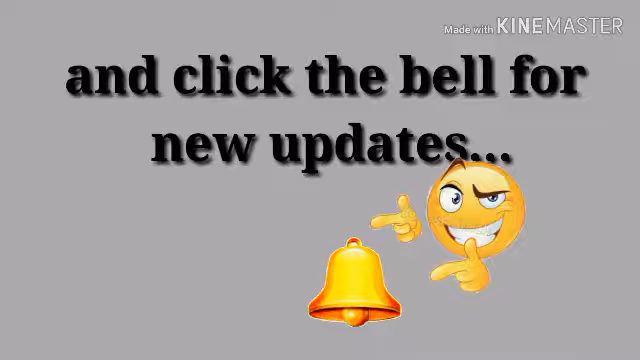 Made with KINEMASTER
and click the bell for
new updates...